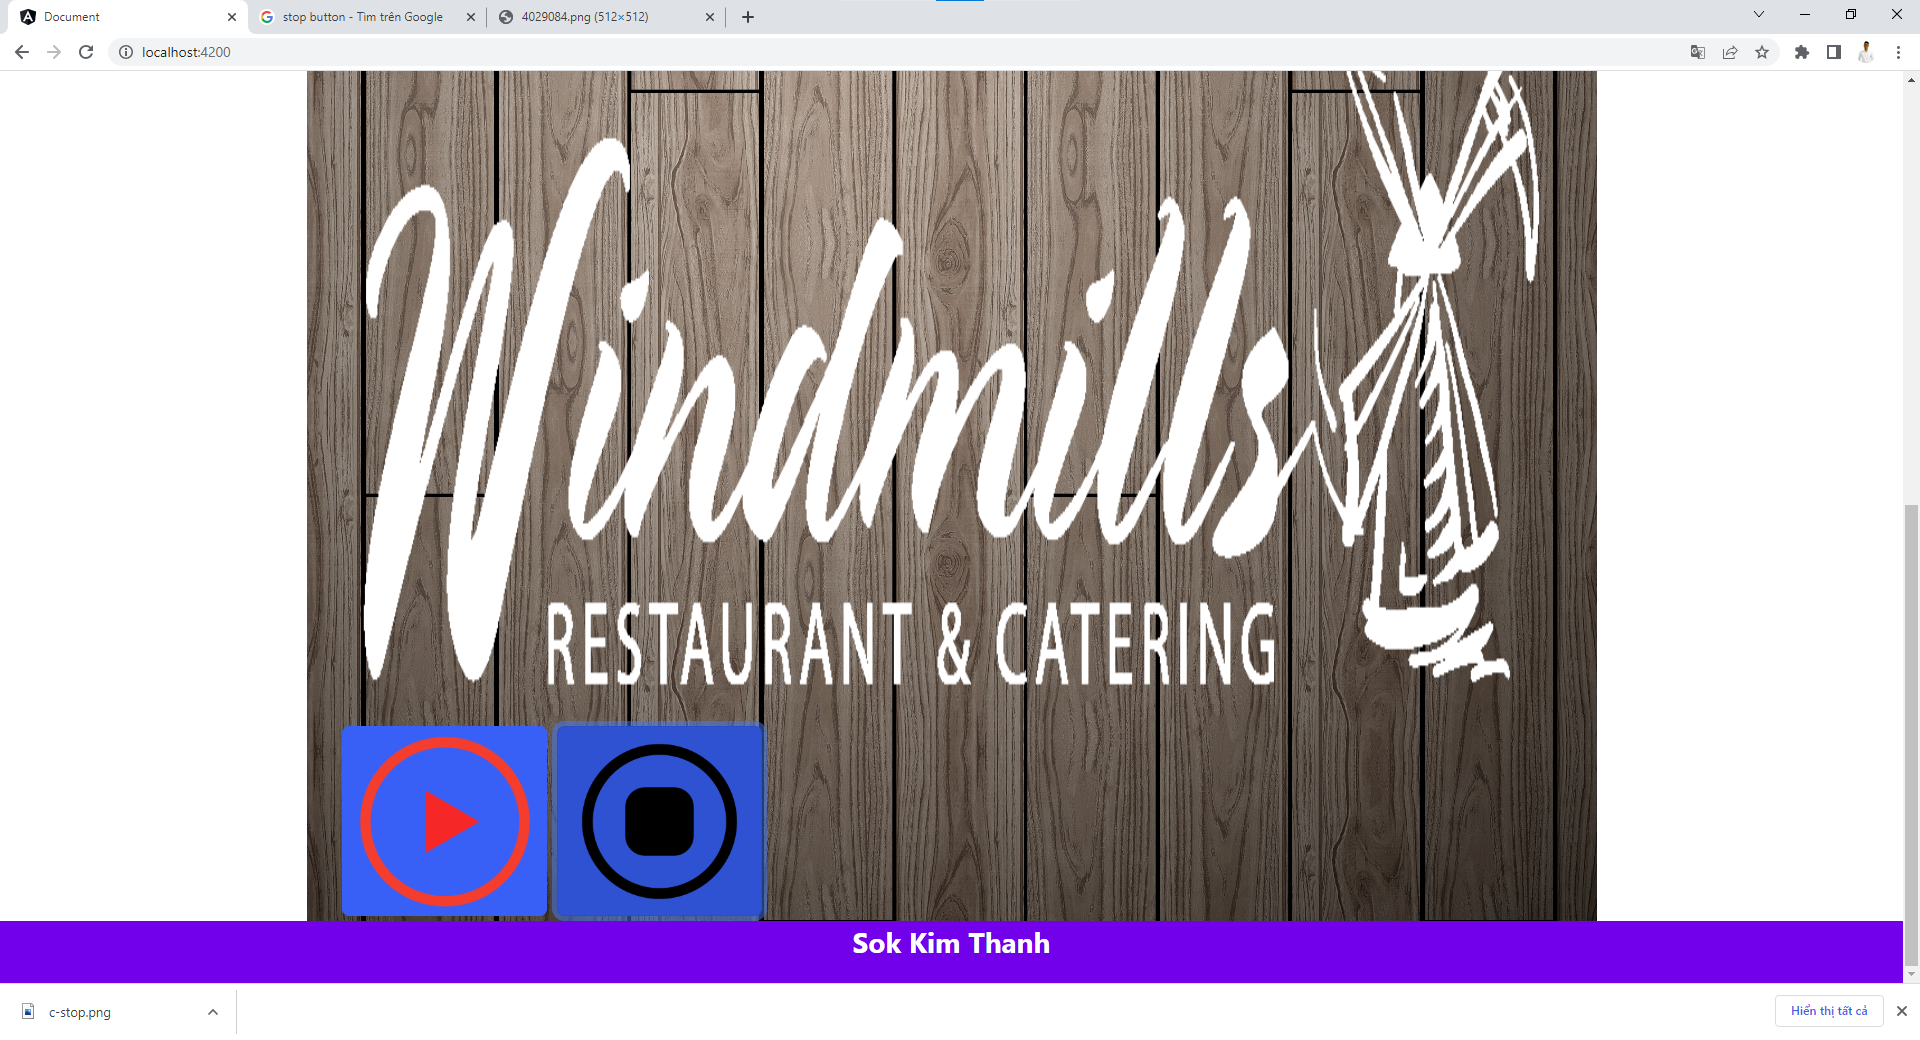 Document
stop button - Tìm trên Google
4029084.png (512×512)
localhost:4200
Windmills
RESTAURANT & CATERING
Sok Kim Thanh
c-stop.png
Hiển thị tất cả